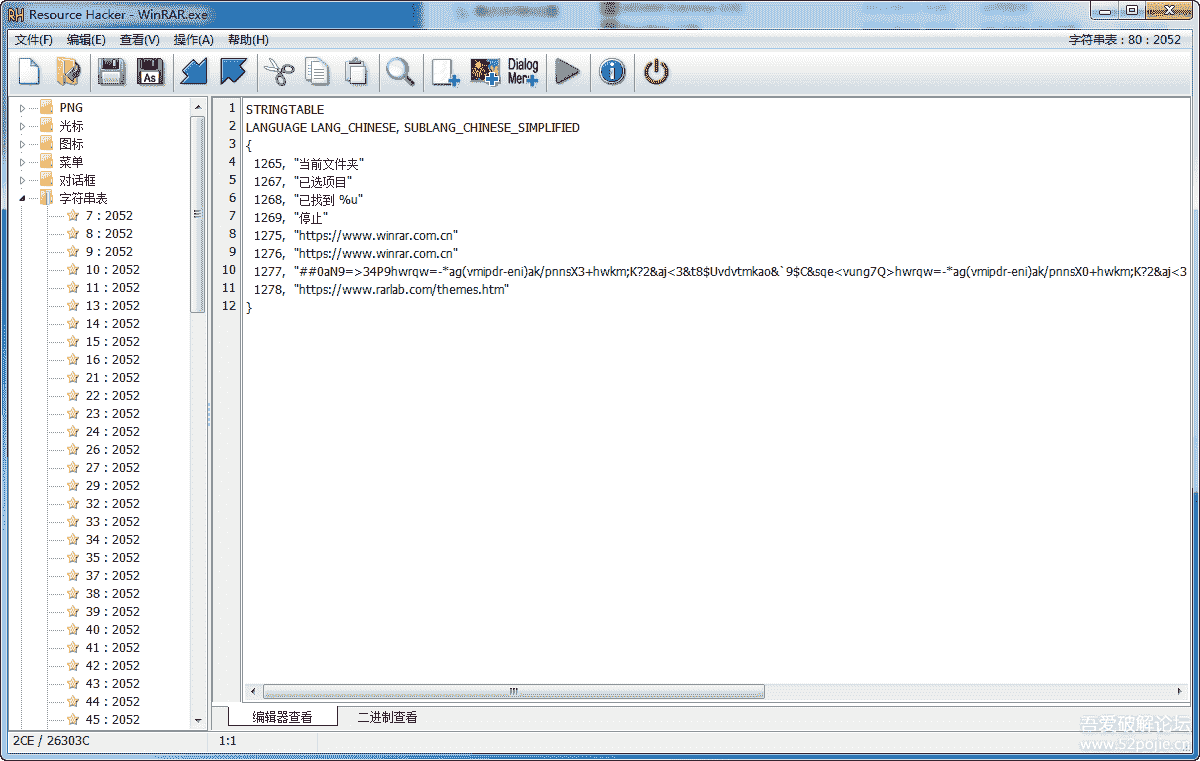 Resource Hacker - WinRAR.exe
文件(F) 编辑(E) 查看(V) 操作(A) 帮助(H) 字符串表 : 80 : 2052
As
Dialog
Men
PNG
光标
图标
菜单
对话框
字符串表
7 : 2052
8 : 2052
9 : 2052
10 : 2052
11 : 2052
13 : 2052
14 : 2052
15 : 2052
16 : 2052
21 : 2052
22 : 2052
23 : 2052
24 : 2052
26 : 2052
27 : 2052
29 : 2052
32 : 2052
33 : 2052
34 : 2052
35 : 2052
37 : 2052
38 : 2052
39 : 2052
40 : 2052
41 : 2052
42 : 2052
43 : 2052
44 : 2052
45 : 2052
1 STRINGTABLE
2 LANGUAGE LANG_CHINESE, SUBLANG_CHINESE_SIMPLIFIED
3 {
4 1265, "当前文件夹"
5 1267, "已选项目"
6 1268, "已找到 %u"
7 1269, "停止"
8 1275, "https://www.winrar.com.cn"
9 1276, "https://www.winrar.com.cn"
10 1277, "##0aN9=>34P9hwrqw=-*ag(vmipdr-eni)ak/pnnsX3+hwkm;K?2&aj<3&t8$Uvdvtmkao&`9$C&sqe<vung7Q>hwrqw=-*ag(vmipdr-eni)ak/pnnsX0+hwkm;K?2&aj<3
11 1278, "https://www.rarlab.com/themes.htm"
12 }
编辑器查看 二进制查看
2CE / 26303C 1:1
吾爱破解论坛
www.52pojie.cn